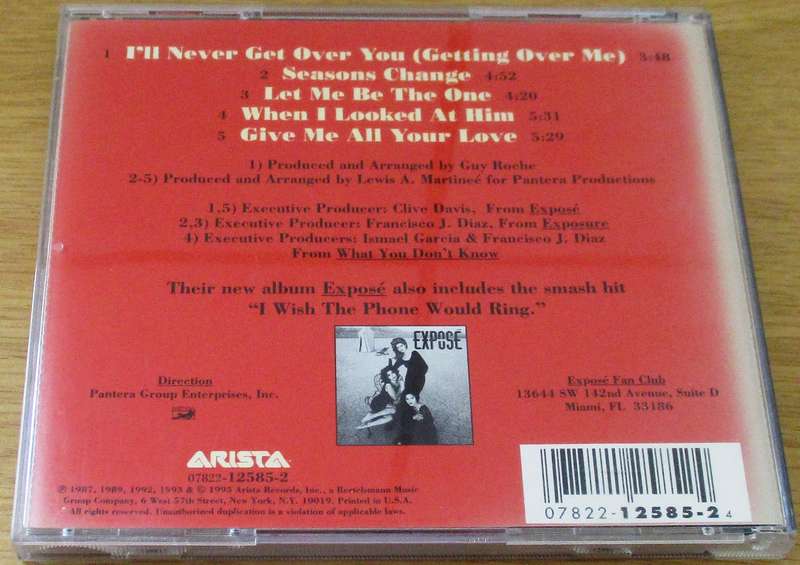 1 I'll Never Get Over You (Getting Over Me) 3:48
2 Seasons Change 4:52
3 Let Me Be The One 4:20
4 When I Looked At Him 5:31
5 Give Me All Your Love 5:29
1) Produced and Arranged by Guy Roche
2-5) Produced and Arranged by Lewis A. Martineé for Pantera Productions
1,5) Executive Producer: Clive Davis, From Exposé
2,3) Executive Producer: Francisco J. Diaz, From Exposure
4) Executive Producers: Ismael Garcia & Francisco J. Diaz
From What You Don't Know
Their new album Exposé also includes the smash hit
"I Wish The Phone Would Ring."
EXPOSÉ
Direction
Pantera Group Enterprises, Inc.
Exposé Fan Club
13644 SW 142nd Avenue, Suite D
Miami, FL 33186
ARISTA
07822-12585-2
℗ 1987, 1989, 1992, 1993 & © 1993 Arista Records, Inc., a Bertelsmann Music
Group Company, 6 West 57th Street, New York, N.Y. 10019. Printed in U.S.A.
All rights reserved. Unauthorized duplication is a violation of applicable laws.
07822-12585-2 4